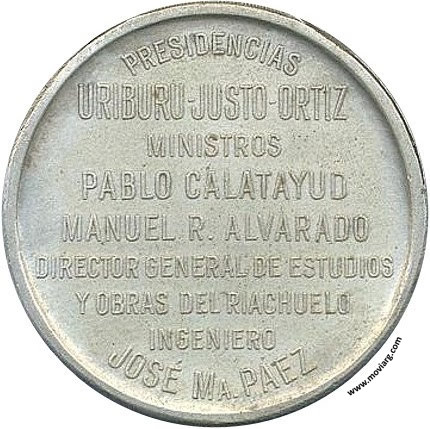 PRESIDENCIAS
URIBURU-JUSTO-ORTIZ
MINISTROS
PABLO CALATAYUD
MANUEL R. ALVARADO
DIRECTOR GENERAL DE ESTUDIOS
Y OBRAS DEL RIACHUELO
INGENIERO
JOSÉ MA. PAEZ
www.moviarg.com